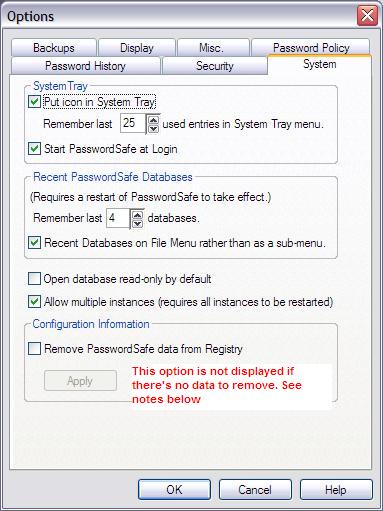 Options
Backups Display Misc. Password Policy
Password History Security System
System Tray
Put icon in System Tray
Remember last 25 used entries in System Tray menu.
Start PasswordSafe at Login
Recent PasswordSafe Databases
(Requires a restart of PasswordSafe to take effect.)
Remember last 4 databases.
Recent Databases on File Menu rather than as a sub-menu.
Open database read-only by default
Allow multiple instances (requires all instances to be restarted)
Configuration Information
Remove PasswordSafe data from Registry
Apply
This option is not displayed if
there's no data to remove. See
notes below
OK Cancel Help